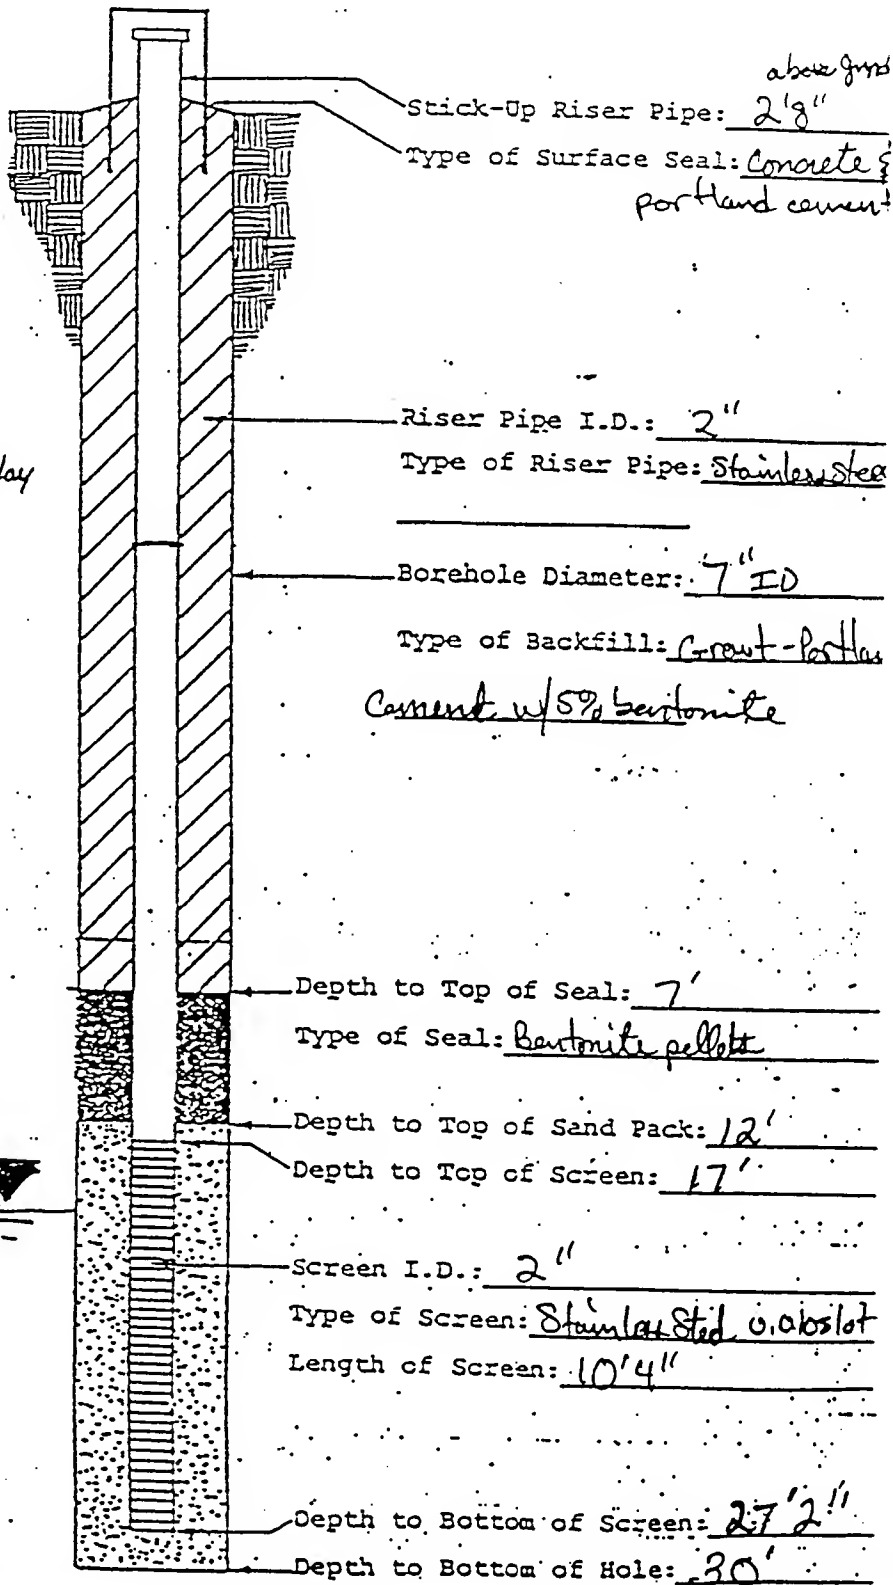 above grnd
Stick-Up Riser Pipe: 2'8"
Type of Surface Seal: Concrete &
portland cement
Riser Pipe I.D.: 2"
lay
Type of Riser Pipe: Stainless Stee
Borehole Diameter: 7" ID
Type of Backfill: Grout-Portlan
Cement w/5% bentonite
Depth to Top of Seal: 7'
Type of Seal: Bentonite pellets
Depth to Top of Sand Pack: 12'
Depth to Top of Screen: 17'
Screen I.D.: 2"
Type of Screen: Stainless Steel slot
Length of Screen: 10'4"
Depth to Bottom of Screen: 27'2"
Depth to Bottom of Hole: 30'